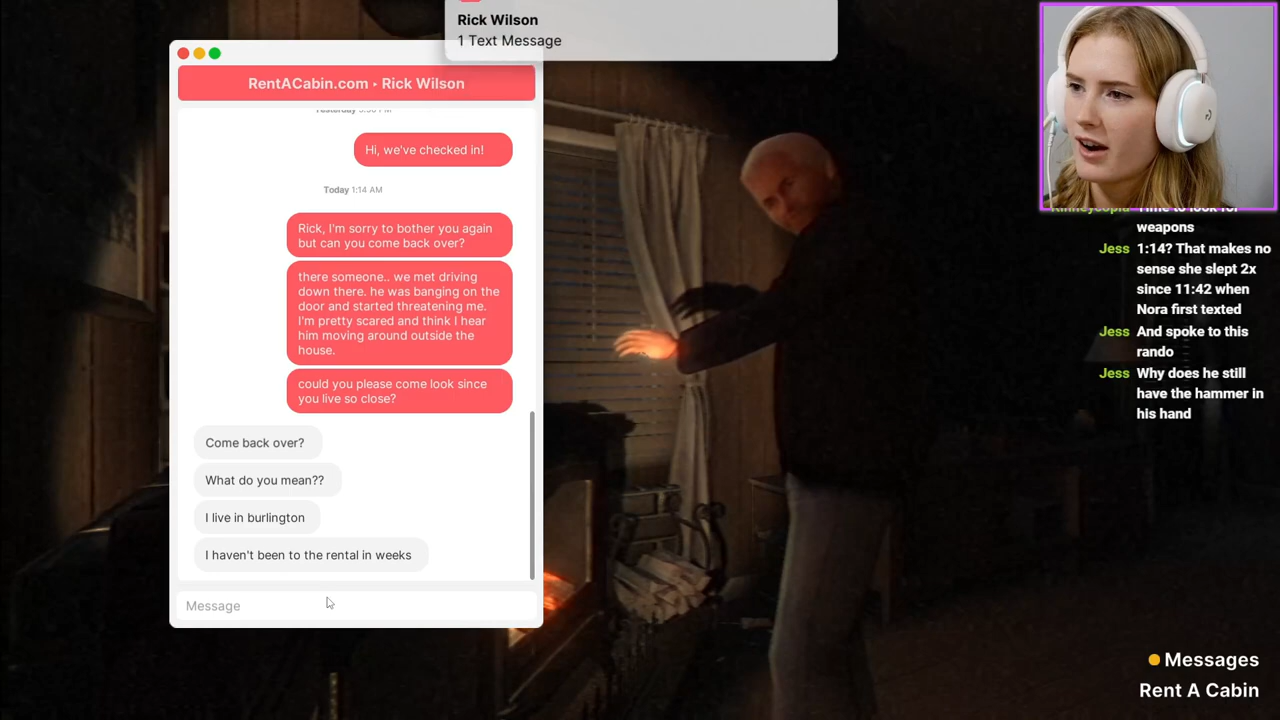 Rick Wilson
1 Text Message
RentACabin.com ▸ Rick Wilson
Hi, we've checked in!
Today 1:14 AM
Rick, I'm sorry to bother you again
but can you come back over?
there someone.. we met driving
down there. he was banging on the
door and started threatening me.
I'm pretty scared and think I hear
him moving around outside the
house.
could you please come look since
you live so close?
Come back over?
What do you mean??
I live in burlington
I haven't been to the rental in weeks
Message
weapons
Jess 1:14? That makes no
sense she slept 2x
since 11:42 when
Nora first texted
Jess And spoke to this
rando
Jess Why does he still
have the hammer in
his hand
Messages
Rent A Cabin